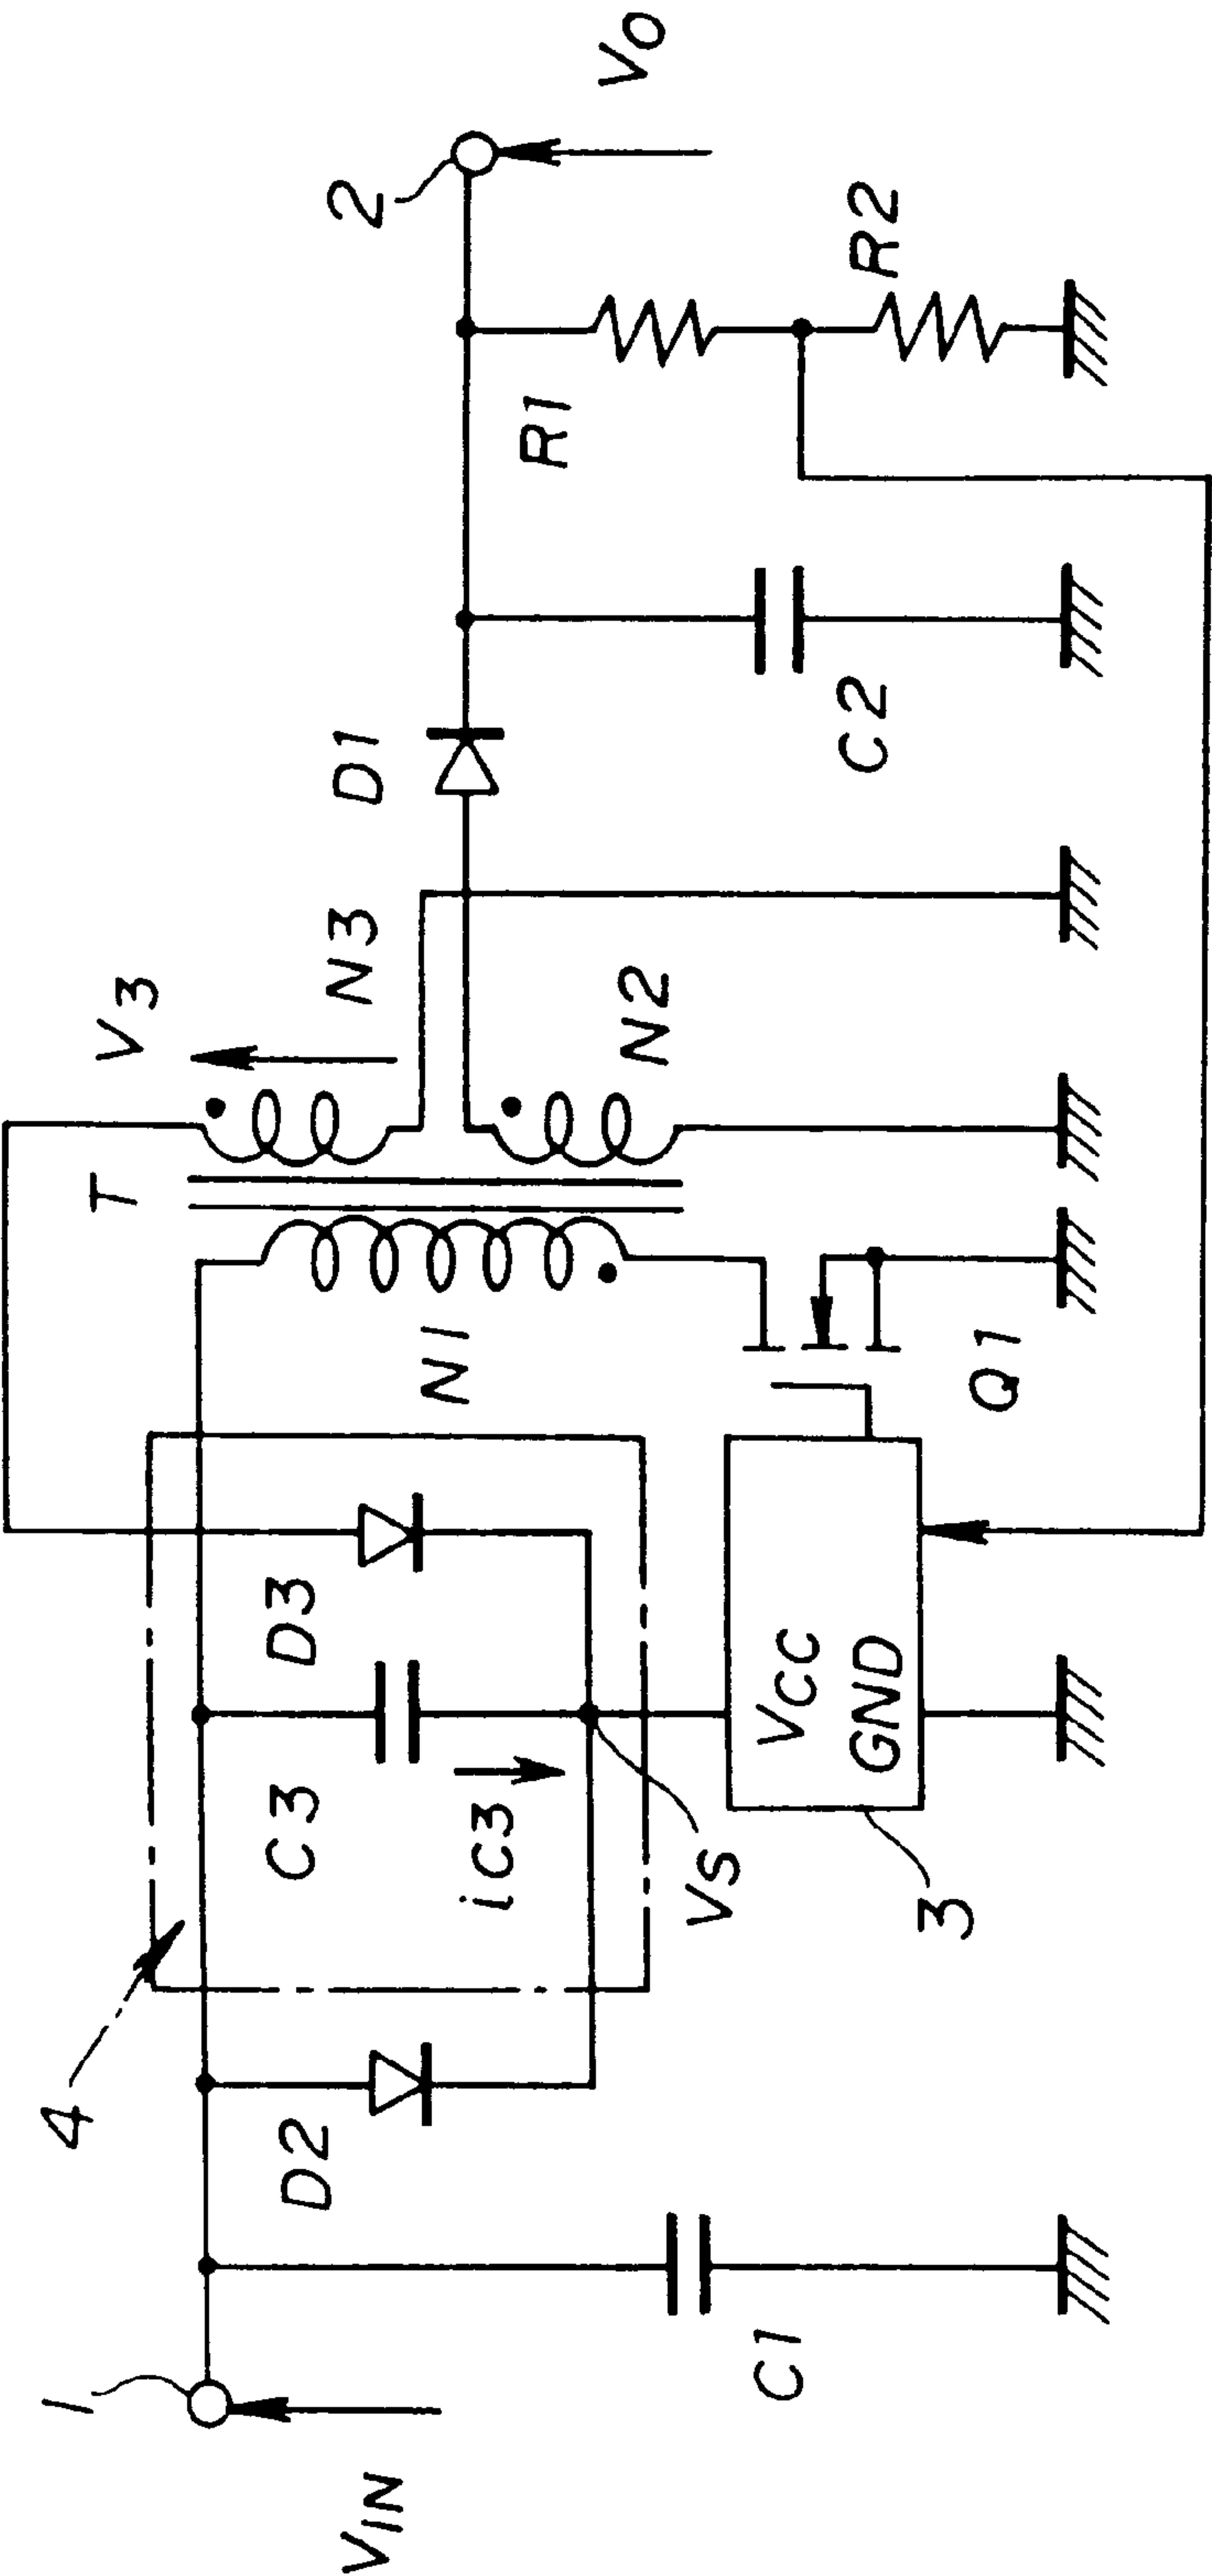 T
V3
4
N3
2
1
D1
D3
N1
R1
VO
C3
D2
N2
VIN
iC3
VS
VCC
GND
C2
R2
C1
3
Q1